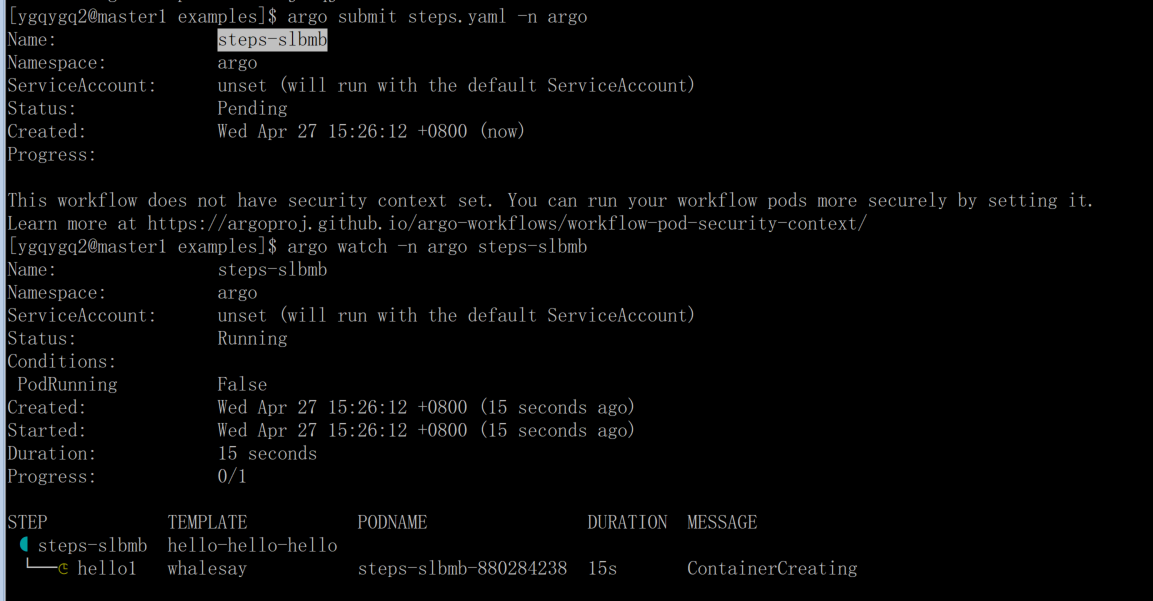 [ygqygq2@master1 examples]$ argo submit steps.yaml -n argo
Name: steps-slbmb
Namespace: argo
ServiceAccount: unset (will run with the default ServiceAccount)
Status: Pending
Created: Wed Apr 27 15:26:12 +0800 (now)
Progress:
This workflow does not have security context set. You can run your workflow pods more securely by setting it.
Learn more at https://argoproj.github.io/argo-workflows/workflow-pod-security-context/
[ygqygq2@master1 examples]$ argo watch -n argo steps-slbmb
Name: steps-slbmb
Namespace: argo
ServiceAccount: unset (will run with the default ServiceAccount)
Status: Running
Conditions:
PodRunning False
Created: Wed Apr 27 15:26:12 +0800 (15 seconds ago)
Started: Wed Apr 27 15:26:12 +0800 (15 seconds ago)
Duration: 15 seconds
Progress: 0/1
STEP TEMPLATE PODNAME DURATION MESSAGE
steps-slbmb hello-hello-hello
hello1 whalesay steps-slbmb-880284238 15s ContainerCreating